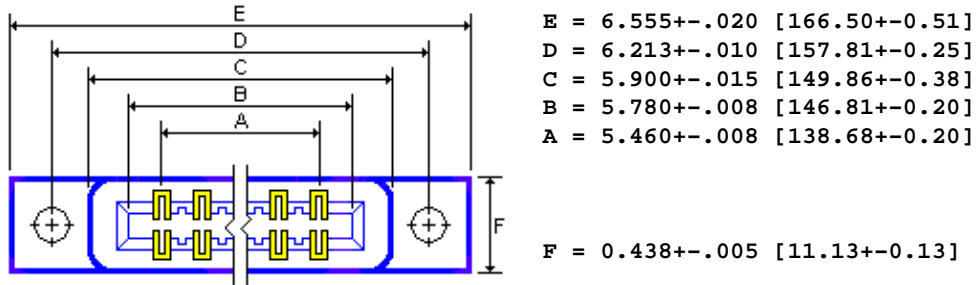 E
D
C
B
A
F
E = 6.555+-.020 [166.50+-0.51]
D = 6.213+-.010 [157.81+-0.25]
C = 5.900+-.015 [149.86+-0.38]
B = 5.780+-.008 [146.81+-0.20]
A = 5.460+-.008 [138.68+-0.20]
F = 0.438+-.005 [11.13+-0.13]